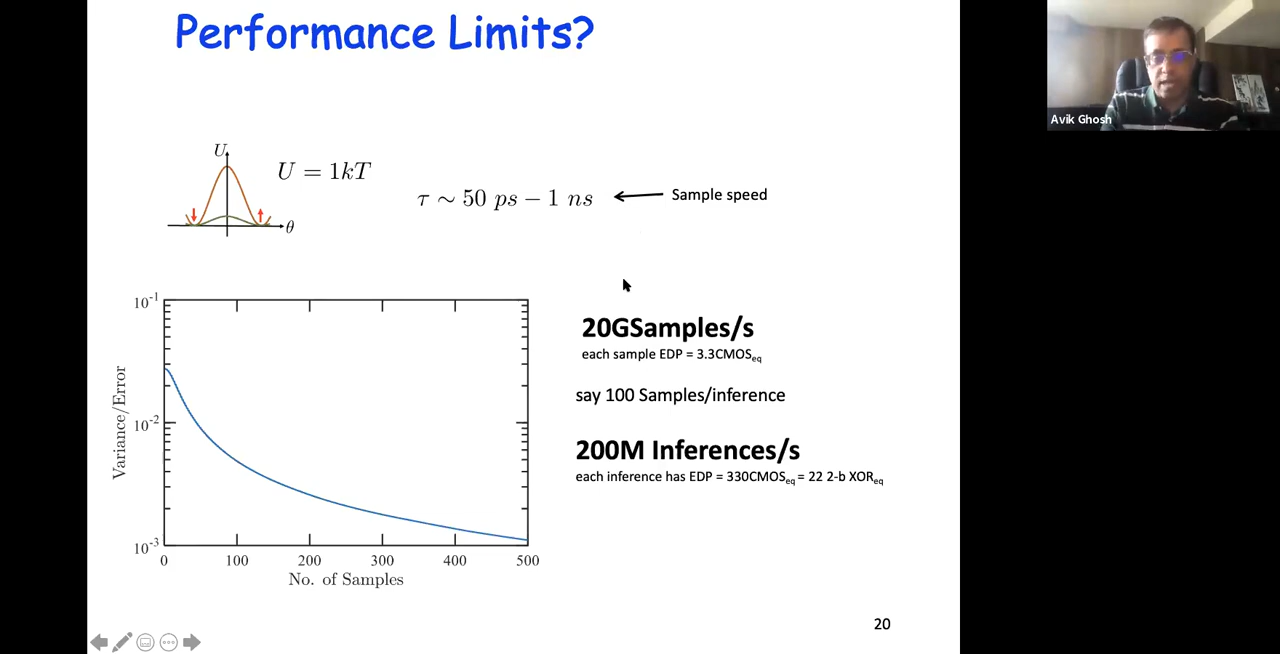 Performance Limits?
Avik Ghosh
U
U = 1kT
θ
τ ∼ 50 ps − 1 ns
Sample speed
10^-1
10^-2
10^-3
Variance/Error
0 100 200 300 400 500
No. of Samples
20GSamples/s
each sample EDP = 3.3CMOS_eq
say 100 Samples/inference
200M Inferences/s
each inference has EDP = 330CMOS_eq = 22 2-b XOR_eq
20